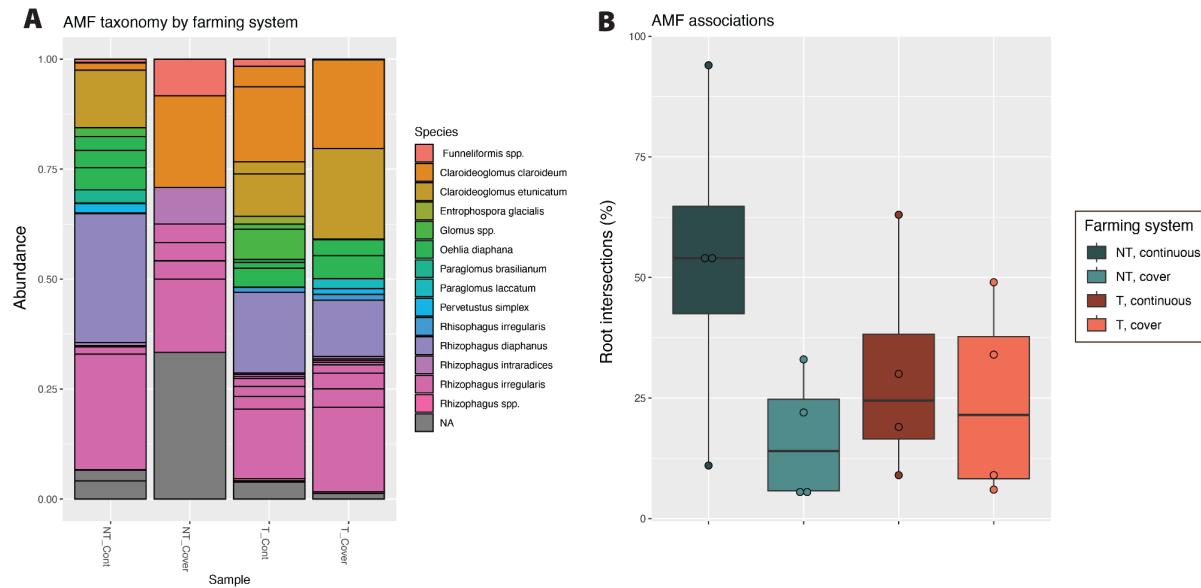 A
AMF taxonomy by farming system
Abundance
1.00
0.75
0.50
0.25
0.00
NT_Cont
NT_Cover
T_Cont
T_Cover
Sample
Species
Funneliformis spp.
Claroideoglomus claroideum
Claroideoglomus etunicatum
Entrophospora glacialis
Glomus spp.
Oehlia diaphana
Paraglomus brasilianum
Paraglomus laccatum
Pervetustus simplex
Rhisophagus irregularis
Rhizophagus diaphanus
Rhizophagus intraradices
Rhizophagus irregularis
Rhizophagus spp.
NA
B
AMF associations
Root intersections (%)
100
75
50
25
0
Farming system
NT, continuous
NT, cover
T, continuous
T, cover